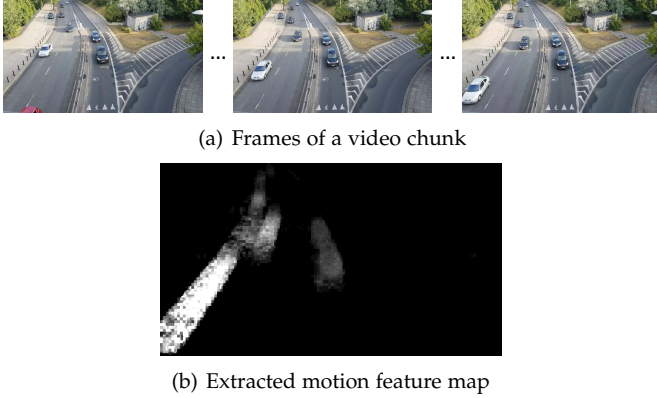 ... ...
(a) Frames of a video chunk
(b) Extracted motion feature map